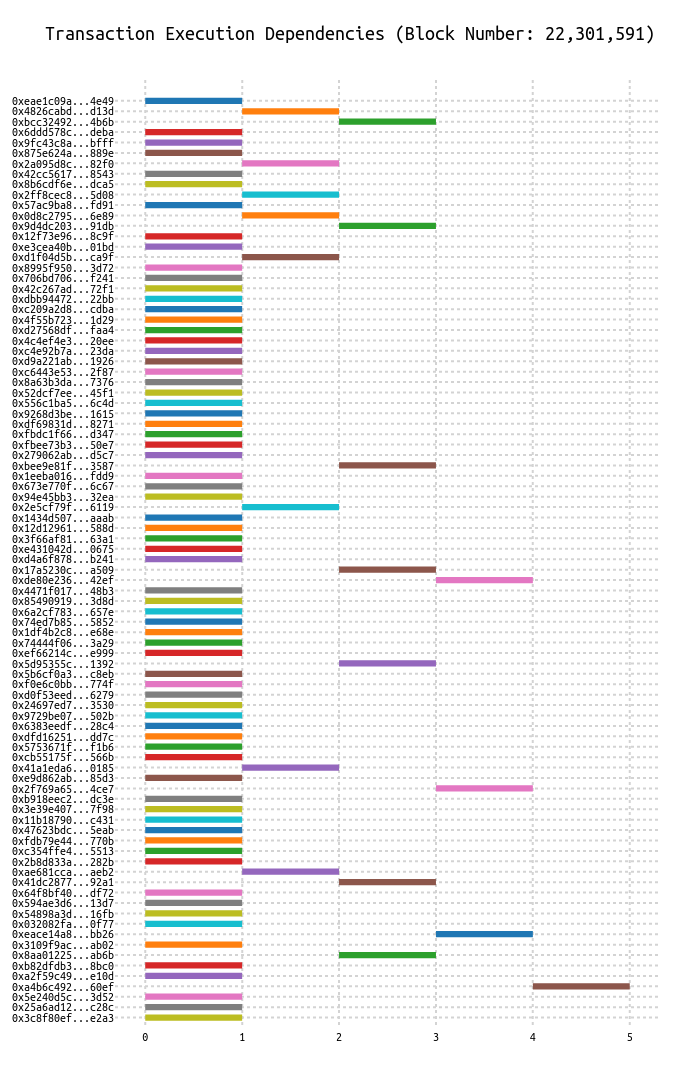 Transaction Execution Dependencies (Block Number: 22,301,591)
0xeae1c09a...4e49
0x4826cabd...d13d
0xbcc32492...4b6b
0x6ddd578c...deba
0x9fc43c8a...bfff
0x875e624a...889e
0x2a095d8c...82f0
0x42cc5617...8543
0x8b6cdf6e...dca5
0x2ff8cec8...5d08
0x57ac9ba8...fd91
0x0d8c2795...6e89
0x9d4dc203...91db
0x12f73e96...8c9f
0xe3cea40b...01bd
0xd1f04d5b...ca9f
0x8995f950...3d72
0x706bd706...f241
0x42c267ad...72f1
0xdbb94472...22bb
0xc209a2d8...cdba
0x4f55b723...1d29
0xd27568df...faa4
0x4c4ef4e3...20ee
0xc4e92b7a...23da
0xd9a221ab...1926
0xc6443e53...2f87
0x8a63b3da...7376
0x52dcf7ee...45f1
0x556c1ba5...6c4d
0x9268d3be...1615
0xdf69831d...8271
0xfbdc1f66...d347
0xfbee73b3...50e7
0x279062ab...d5c7
0xbee9e81f...3587
0x1eeba016...fdd9
0x673e770f...6c67
0x94e45bb3...32ea
0x2e5cf79f...6119
0x1434d507...aaab
0x12d12961...588d
0x3f66af81...63a1
0xe431042d...0675
0xd4a6f878...b241
0x17a5230c...a509
0xde80e236...42ef
0x4471f017...48b3
0x85490919...3d8d
0x6a2cf783...657e
0x74ed7b85...5852
0x1df4b2c8...e68e
0x74444f06...3a29
0xef66214c...e999
0x5d95355c...1392
0x5b6cf0a3...c8eb
0xf0e6c0bb...774f
0xd0f53eed...6279
0x24697ed7...3530
0x9729be07...502b
0x6383eedf...28c4
0xdfd16251...dd7c
0x5753671f...f1b6
0xcb55175f...566b
0x41a1eda6...0185
0xe9d862ab...85d3
0x2f769a65...4ce7
0xb918eec2...dc3e
0x3e39e407...7f98
0x11b18790...c431
0x47623bdc...5eab
0xfdb79e44...770b
0xc354ffe4...5513
0x2b8d833a...282b
0xae681cca...aeb2
0x41dc2877...92a1
0x64f8bf40...df72
0x594ae3d6...13d7
0x54898a3d...16fb
0x032082fa...0f77
0xeace14a8...bb26
0x3109f9ac...ab02
0x8aa01225...ab6b
0xb82dfdb3...8bc0
0xa2f59c49...e10d
0xa4b6c492...60ef
0x5e240d5c...3d52
0x25a6ad12...c28c
0x3c8f80ef...e2a3
0 1 2 3 4 5